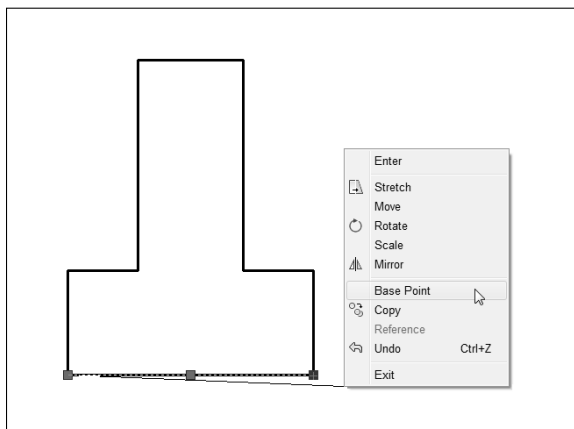 Enter
Stretch
Move
Rotate
Scale
Mirror
Base Point
Copy
Reference
Undo Ctrl+Z
Exit